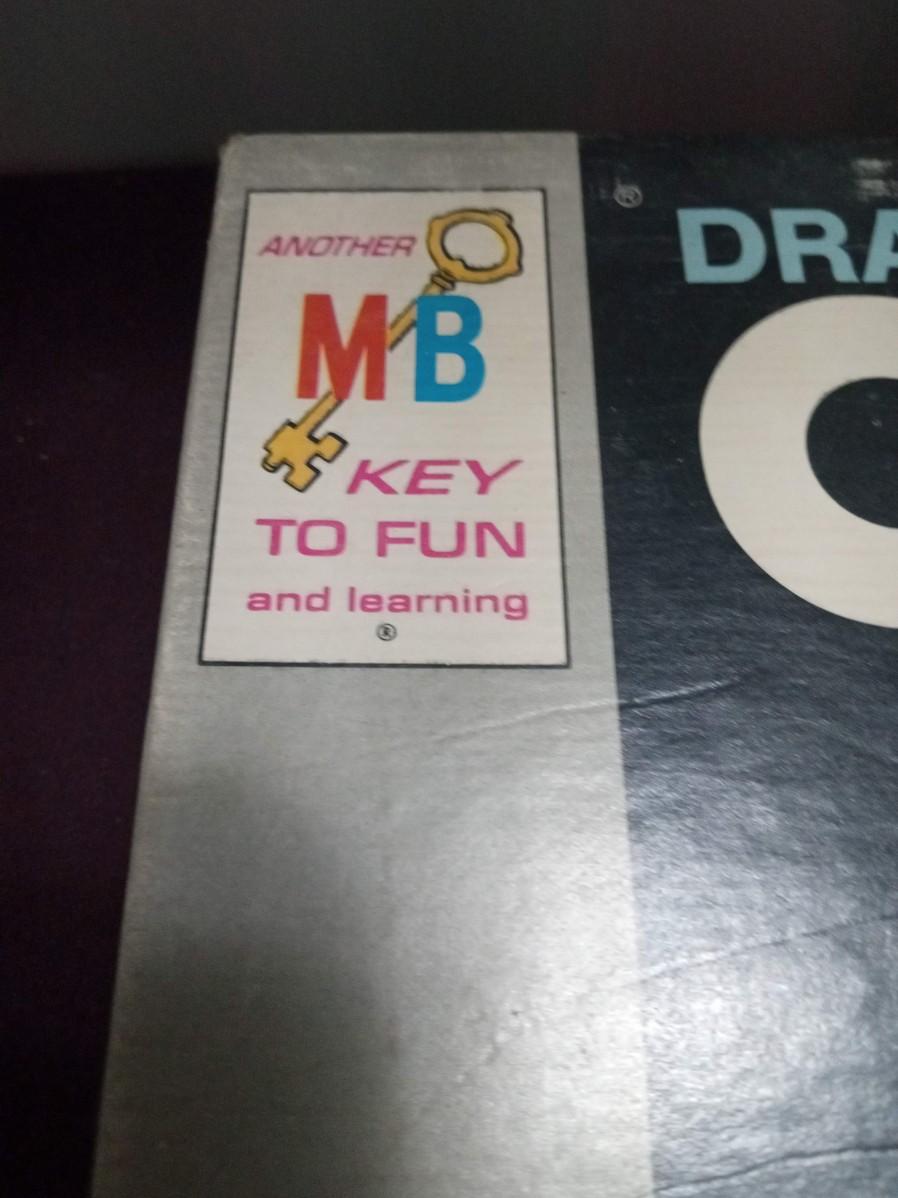 ANOTHER
MB
KEY
TO FUN
and learning
®
®
DRA